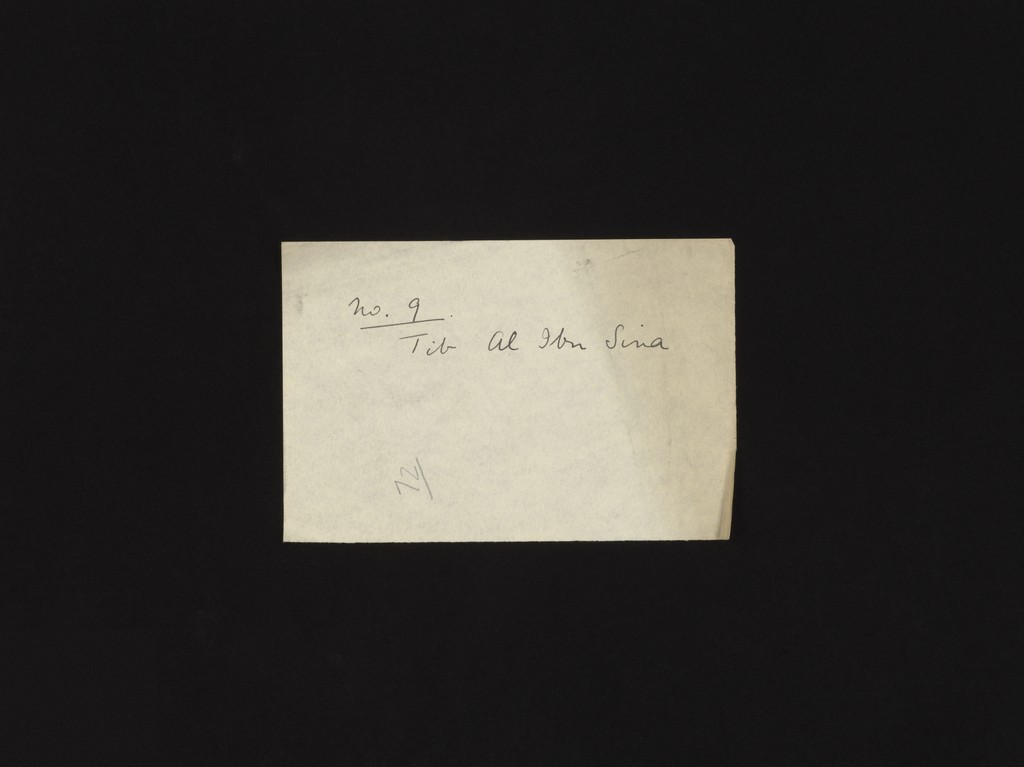 No. 9.
Tib Al Ibn Sina
72